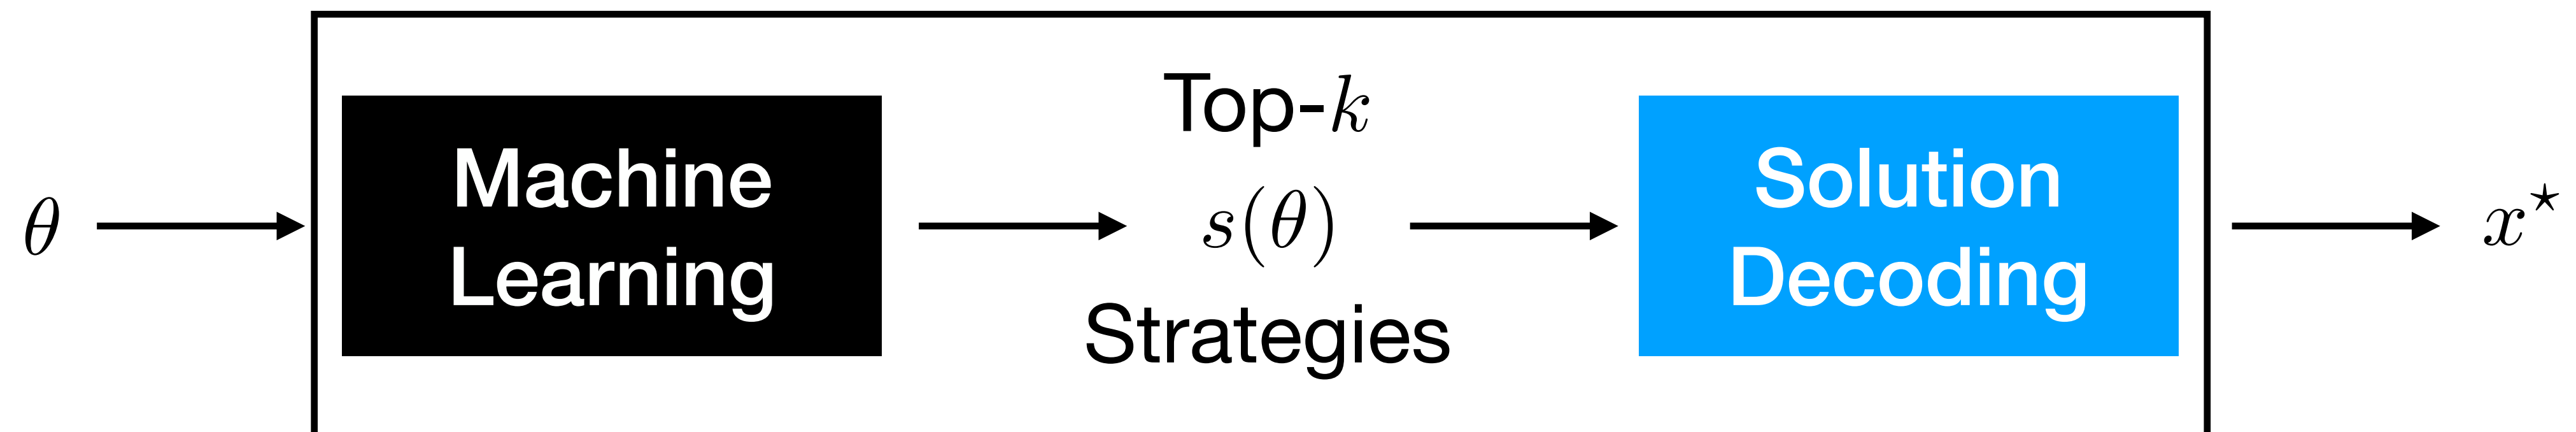 θ
Machine
Learning
Top-k
s(θ)
Strategies
Solution
Decoding
x⋆